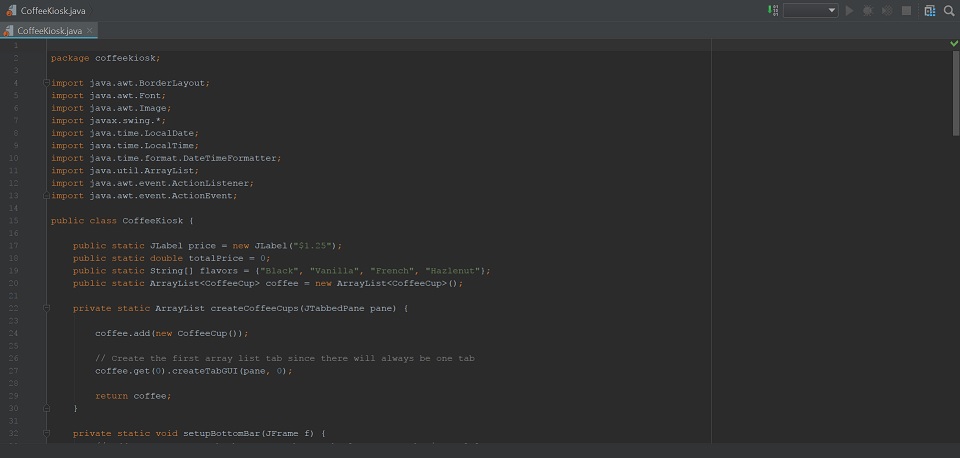 CoffeeKiosk.java
CoffeeKiosk.java
1
2 package coffeekiosk;
3
4 import java.awt.BorderLayout;
5 import java.awt.Font;
6 import java.awt.Image;
7 import javax.swing.*;
8 import java.time.LocalDate;
9 import java.time.LocalTime;
10 import java.time.format.DateTimeFormatter;
11 import java.util.ArrayList;
12 import java.awt.event.ActionListener;
13 import java.awt.event.ActionEvent;
14
15 public class CoffeeKiosk {
16
17 public static JLabel price = new JLabel("$1.25");
18 public static double totalPrice = 0;
19 public static String[] flavors = {"Black", "Vanilla", "French", "Hazlenut"};
20 public static ArrayList<CoffeeCup> coffee = new ArrayList<CoffeeCup>();
21
22 private static ArrayList createCoffeeCups(JTabbedPane pane) {
23
24 coffee.add(new CoffeeCup());
25
26 // Create the first array list tab since there will always be one tab
27 coffee.get(0).createTabGUI(pane, 0);
28
29 return coffee;
30 }
31
32 private static void setupBottomBar(JFrame f) {